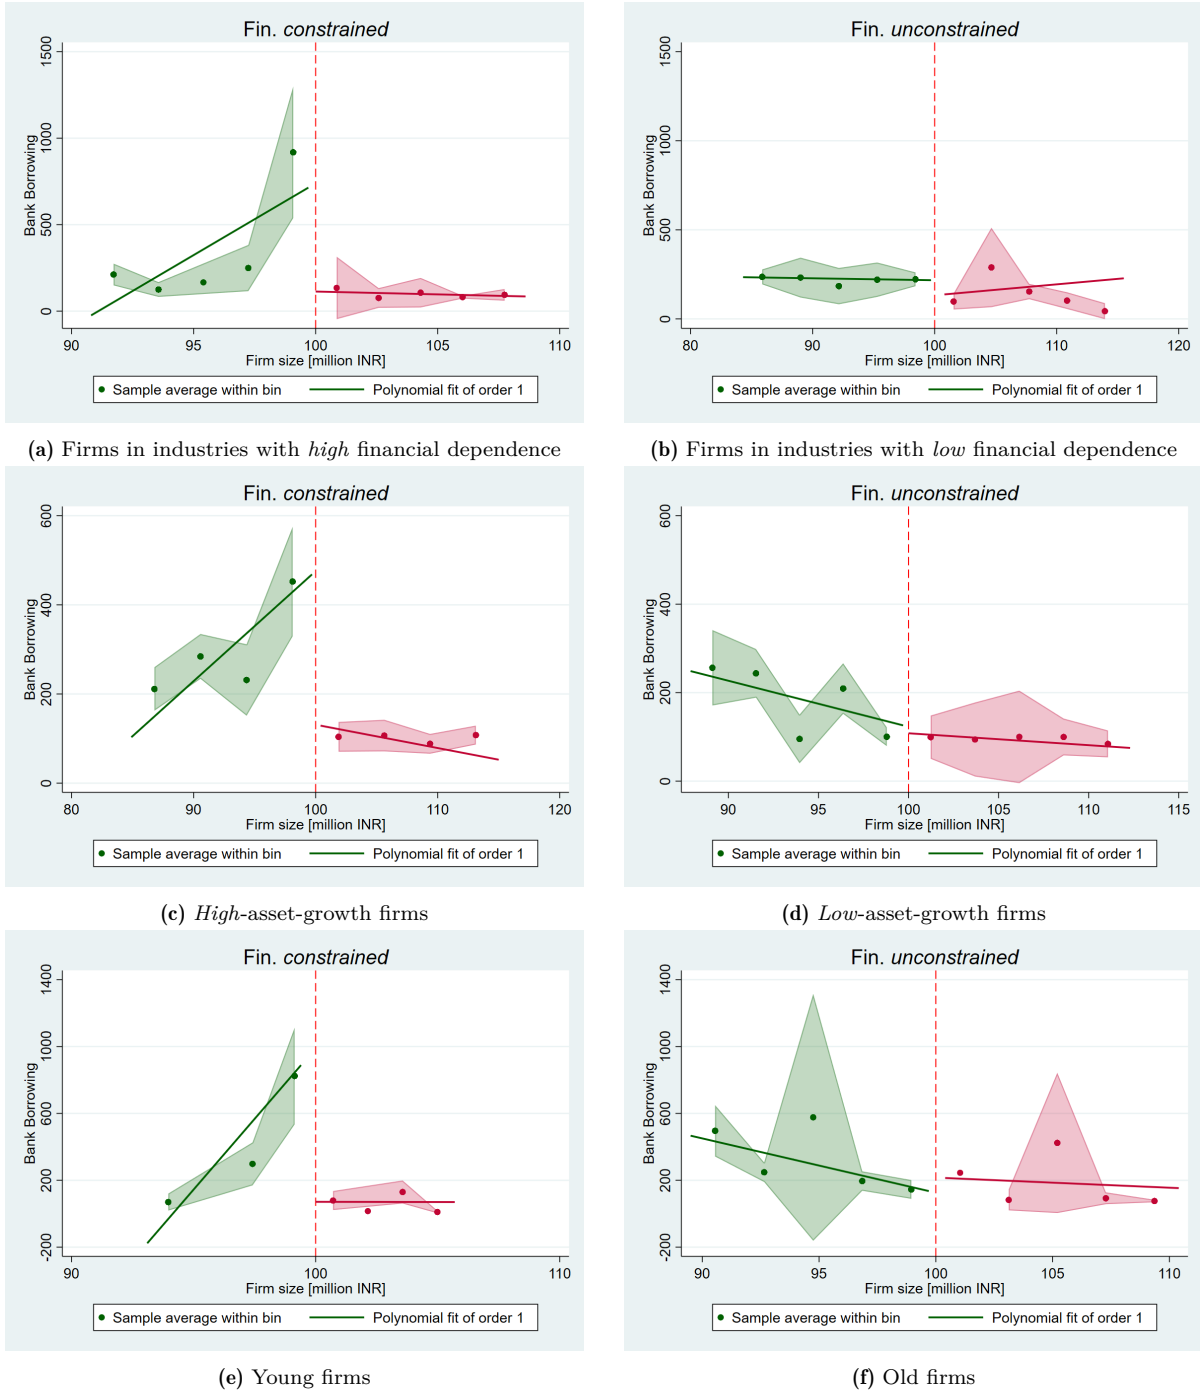 Fin. constrained
Bank Borrowing
1500
1000
500
0
90 95 100 105 110
Firm size [million INR]
Sample average within bin Polynomial fit of order 1
(a) Firms in industries with high financial dependence
Fin. unconstrained
Bank Borrowing
1500
1000
500
0
80 90 100 110 120
Firm size [million INR]
Sample average within bin Polynomial fit of order 1
(b) Firms in industries with low financial dependence
Fin. constrained
Bank Borrowing
600
400
200
0
80 90 100 110 120
Firm size [million INR]
Sample average within bin Polynomial fit of order 1
(c) High-asset-growth firms
Fin. unconstrained
Bank Borrowing
600
400
200
0
90 95 100 105 110 115
Firm size [million INR]
Sample average within bin Polynomial fit of order 1
(d) Low-asset-growth firms
Fin. constrained
Bank Borrowing
1400
1000
600
200
-200
90 100 110
Firm size [million INR]
Sample average within bin Polynomial fit of order 1
(e) Young firms
Fin. unconstrained
Bank Borrowing
1400
1000
600
200
-200
90 95 100 105 110
Firm size [million INR]
Sample average within bin Polynomial fit of order 1
(f) Old firms